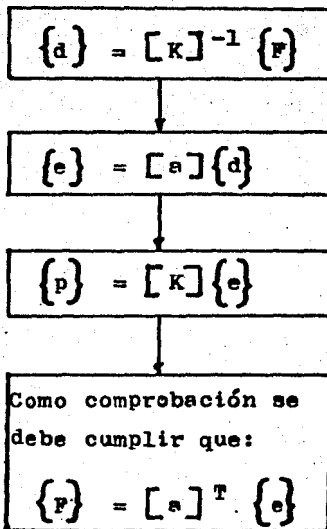 {d} = [K]⁻¹ {F}
{e} = [a]{d}
{p} = [K]{e}
Como comprobación se
debe cumplir que:
{F} = [a]ᵀ {e}